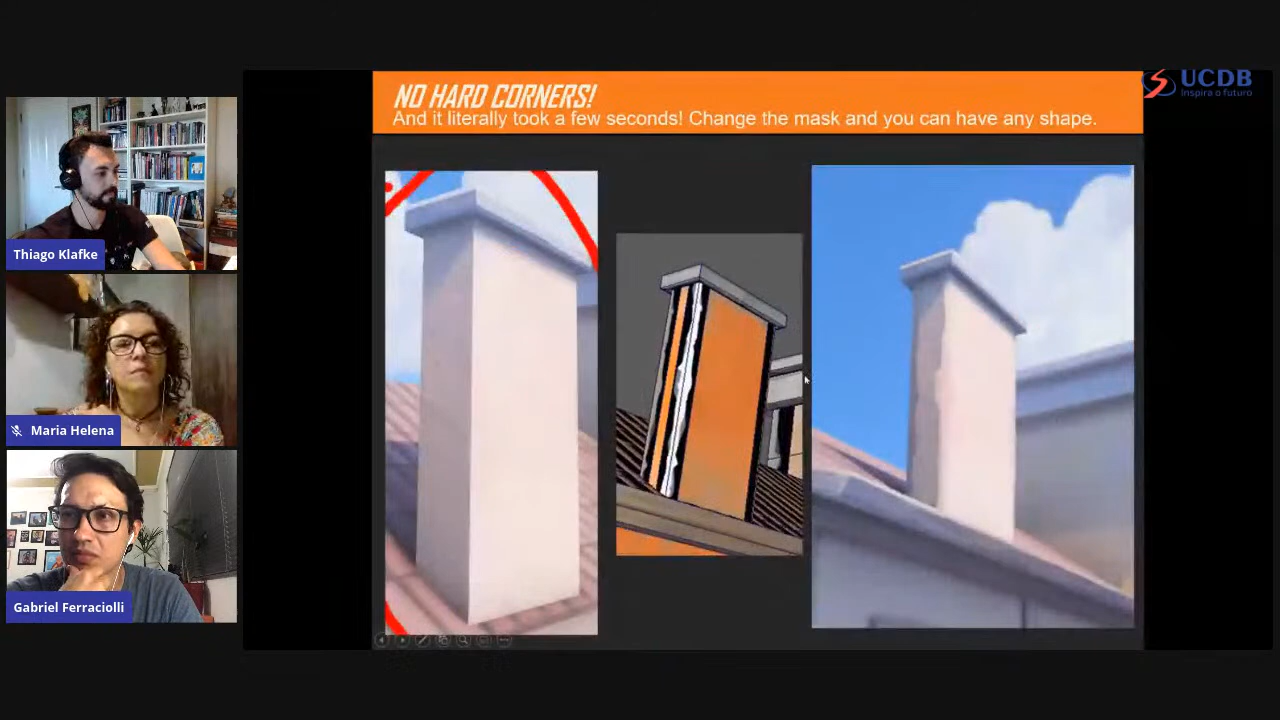 NO HARD CORNERS!
And it literally took a few seconds! Change the mask and you can have any shape.
UCDB
Inspira o futuro
Thiago Klafke
Maria Helena
Gabriel Ferraciolli